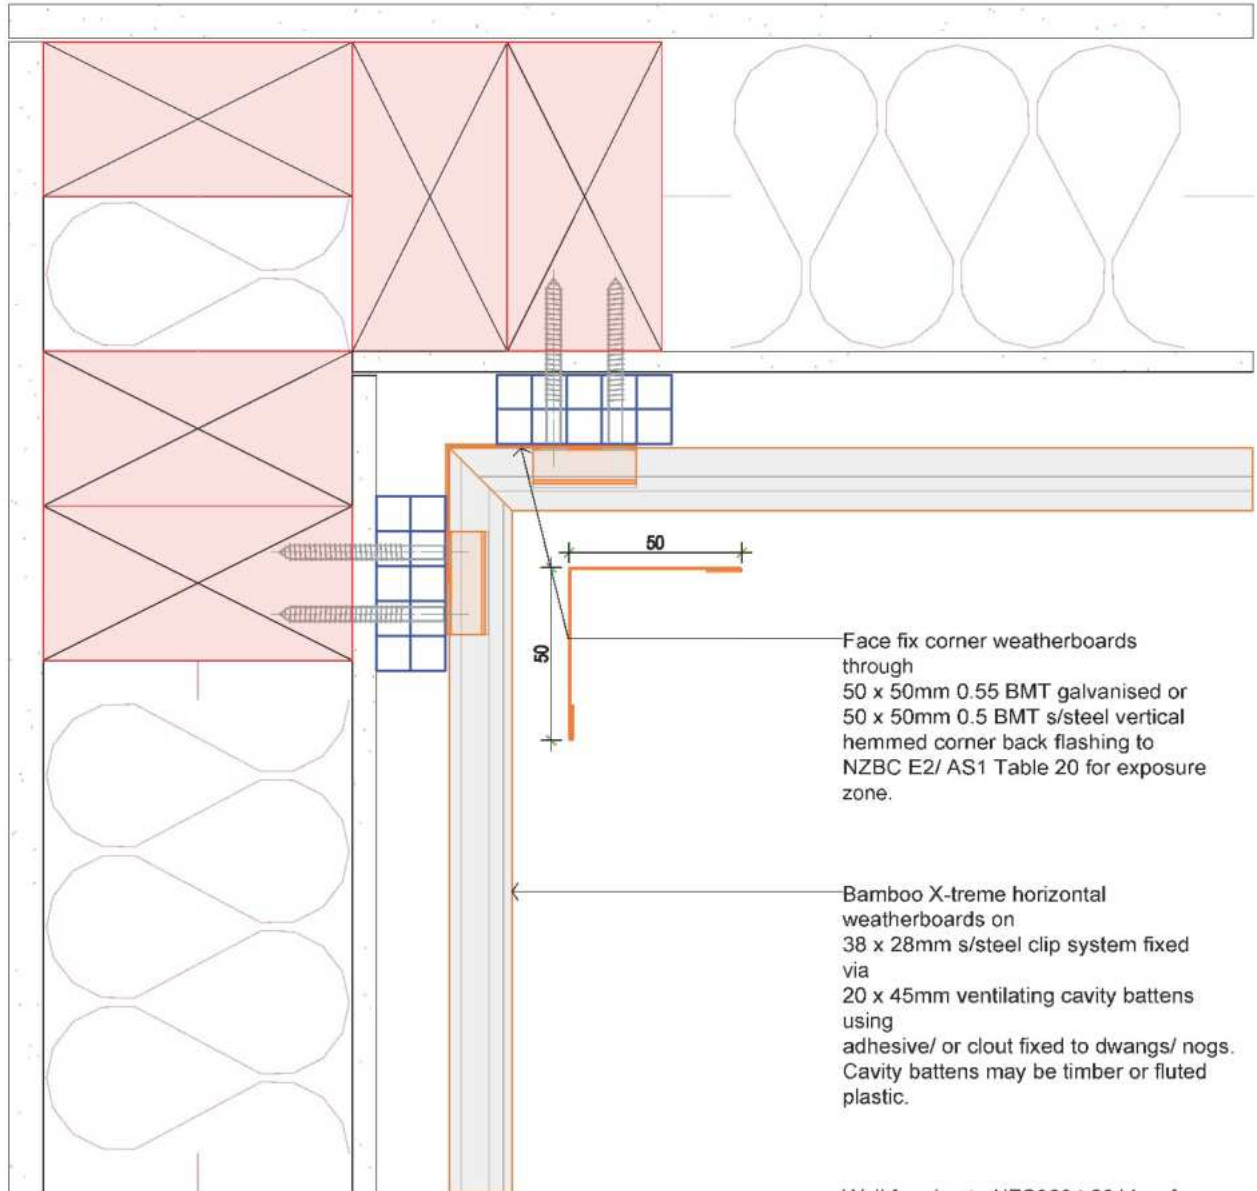 50
50
Face fix corner weatherboards
through
50 x 50mm 0.55 BMT galvanised or
50 x 50mm 0.5 BMT s/steel vertical
hemmed corner back flashing to
NZBC E2/ AS1 Table 20 for exposure
zone.
Bamboo X-treme horizontal
weatherboards on
38 x 28mm s/steel clip system fixed
via
20 x 45mm ventilating cavity battens
using
adhesive/ or clout fixed to dwangs/ nogs.
Cavity battens may be timber or fluted
plastic.